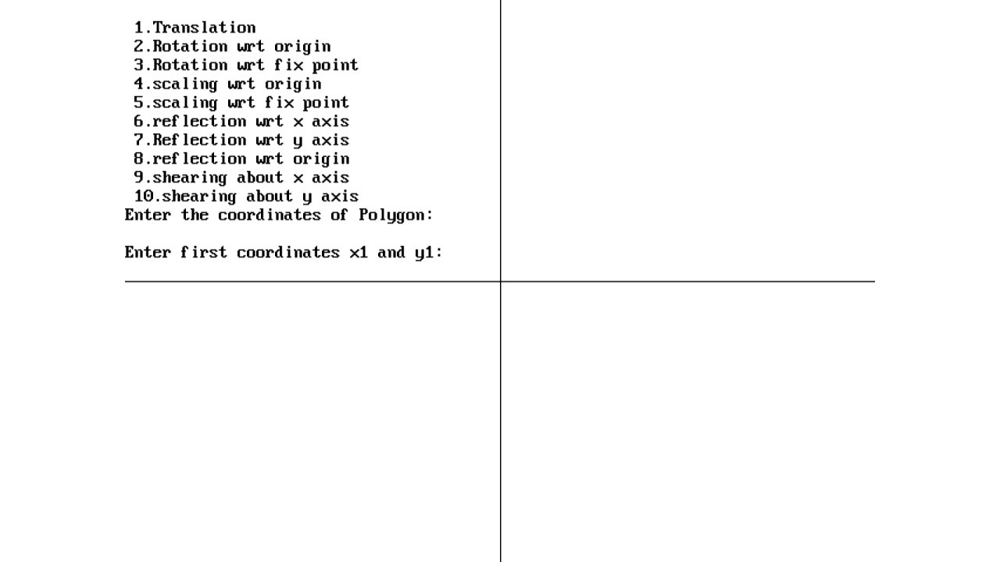 1.Translation
2.Rotation wrt origin
3.Rotation wrt fix point
4.scaling wrt origin
5.scaling wrt fix point
6.reflection wrt x axis
7.Reflection wrt y axis
8.reflection wrt origin
9.shearing about x axis
10.shearing about y axis
Enter the coordinates of Polygon:
Enter first coordinates x1 and y1: